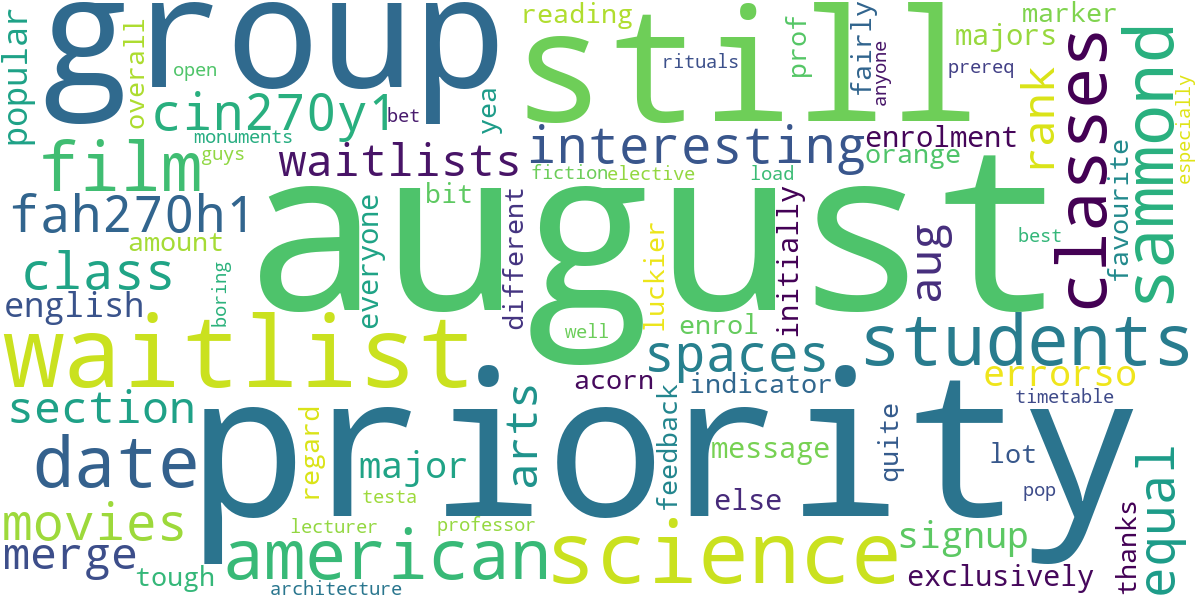 group
still
reading
marker
popular
overall
open
cin270y1
bet
yea
rituals
prof
fairly
anyone
majors
prereq
classes
sammond
especially
monuments
guys
film
waitlists
interesting
enrolment
orange
rank
favourite
fah270h1
bit
fiction
elective
load
amount
august
everyone
different
luckier
initially
aug
best
class
boring
english
well
enrol
waitlist
spaces
students
acorn
indicator
errorso
timetable
section
priority
date
regard
major
arts
feedback
message
quite
lot
equal
testa
else
pop
movies
lecturer
professor
signup
thanks
merge
tough
american
science
exclusively
architecture